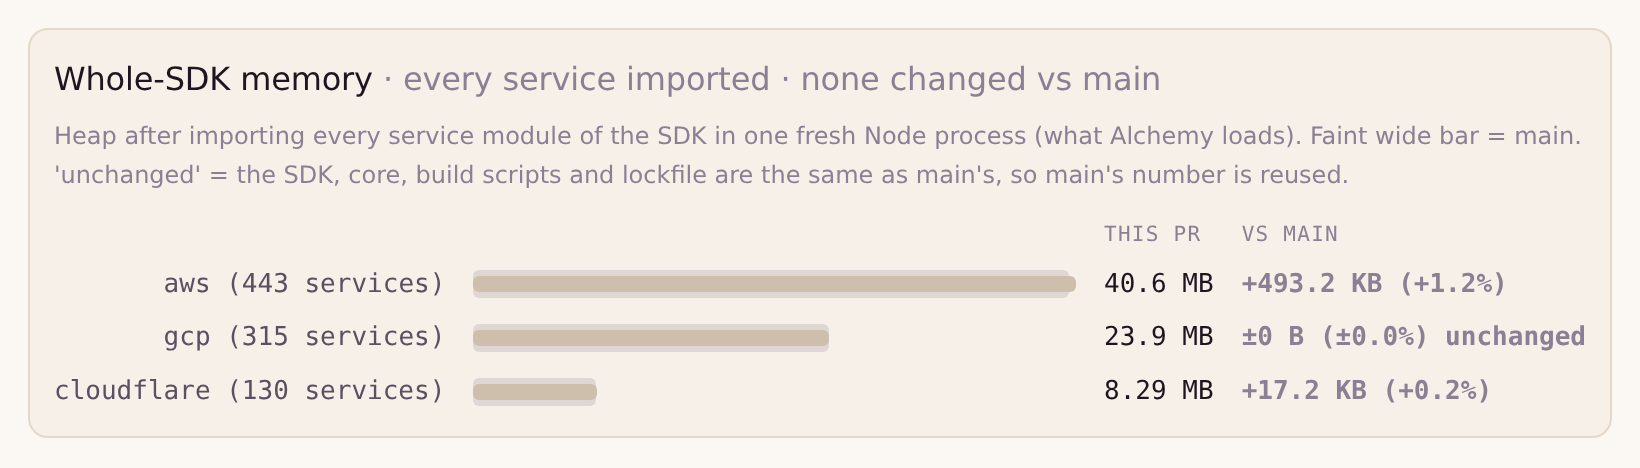 Whole-SDK memory · every service imported · none changed vs main
Heap after importing every service module of the SDK in one fresh Node process (what Alchemy loads). Faint wide bar = main.
'unchanged' = the SDK, core, build scripts and lockfile are the same as main's, so main's number is reused.
THIS PR VS MAIN
aws (443 services) 40.6 MB +493.2 KB (+1.2%)
gcp (315 services) 23.9 MB ±0 B (±0.0%) unchanged
cloudflare (130 services) 8.29 MB +17.2 KB (+0.2%)